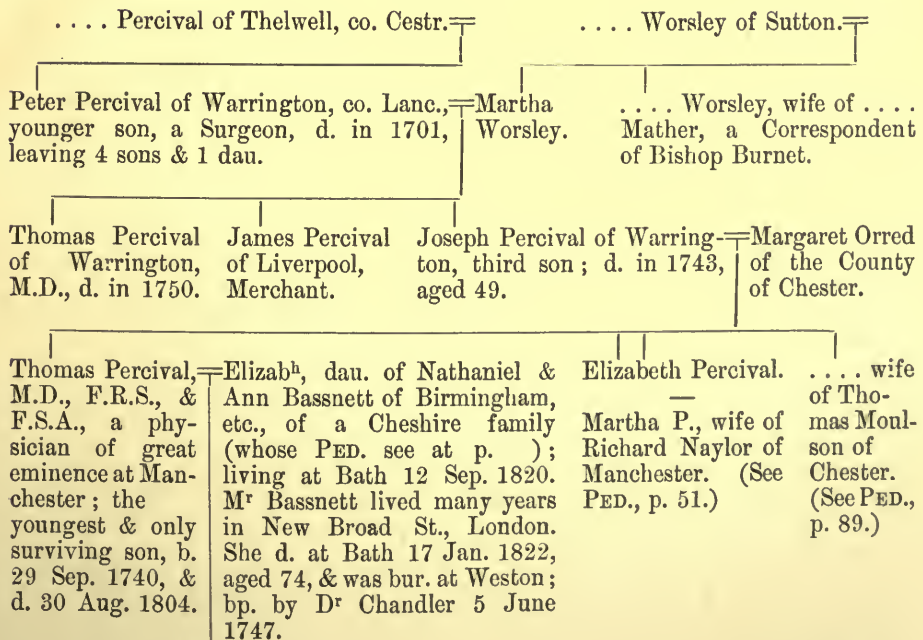 . . . . Percival of Thelwell, co. Cestr.
. . . . Worsley of Sutton.
Peter Percival of Warrington, co. Lanc.,
younger son, a Surgeon, d. in 1701,
leaving 4 sons & 1 dau.
Martha
Worsley.
. . . . Worsley, wife of . . . .
Mather, a Correspondent
of Bishop Burnet.
Thomas Percival
of Warrington,
M.D., d. in 1750.
James Percival
of Liverpool,
Merchant.
Joseph Percival of Warring-
ton, third son ; d. in 1743,
aged 49.
Margaret Orred
of the County
of Chester.
Thomas Percival,
M.D., F.R.S., &
F.S.A., a phy-
sician of great
eminence at Man-
chester ; the
youngest & only
surviving son, b.
29 Sep. 1740, &
d. 30 Aug. 1804.
Elizabʰ, dau. of Nathaniel &
Ann Bassnett of Birmingham,
etc., of a Cheshire family
(whose PED. see at p. ) ;
living at Bath 12 Sep. 1820.
Mʳ Bassnett lived many years
in New Broad St., London.
She d. at Bath 17 Jan. 1822,
aged 74, & was bur. at Weston ;
bp. by Dʳ Chandler 5 June
1747.
Elizabeth Percival.
—
Martha P., wife of
Richard Naylor of
Manchester. (See
PED., p. 51.)
. . . . wife
of Tho-
mas Moul-
son of
Chester.
(See PED.,
p. 89.)